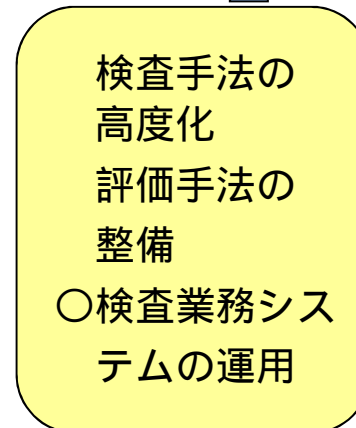 検査手法の
高度化
評価手法の
整備
○検査業務シス
テムの運用